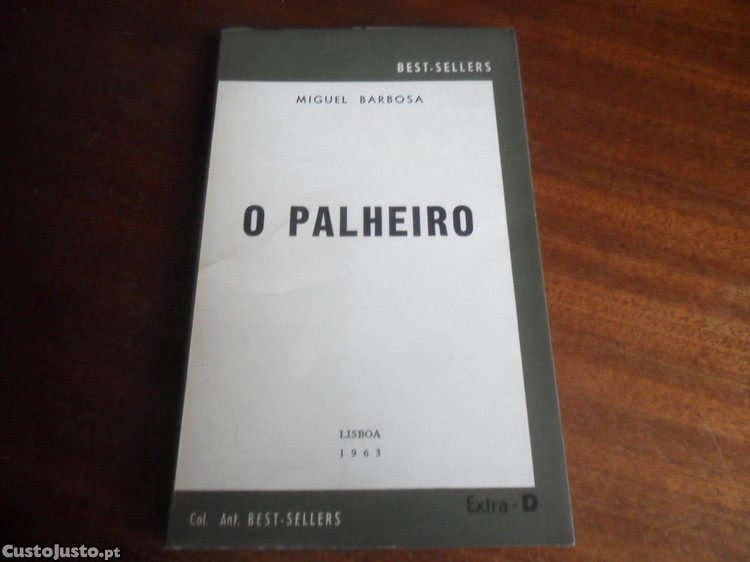 BEST-SELLERS
MIGUEL BARBOSA
O PALHEIRO
LISBOA
1963
Extra - D
Col. Ant. BEST-SELLERS
CustoJusto.pt